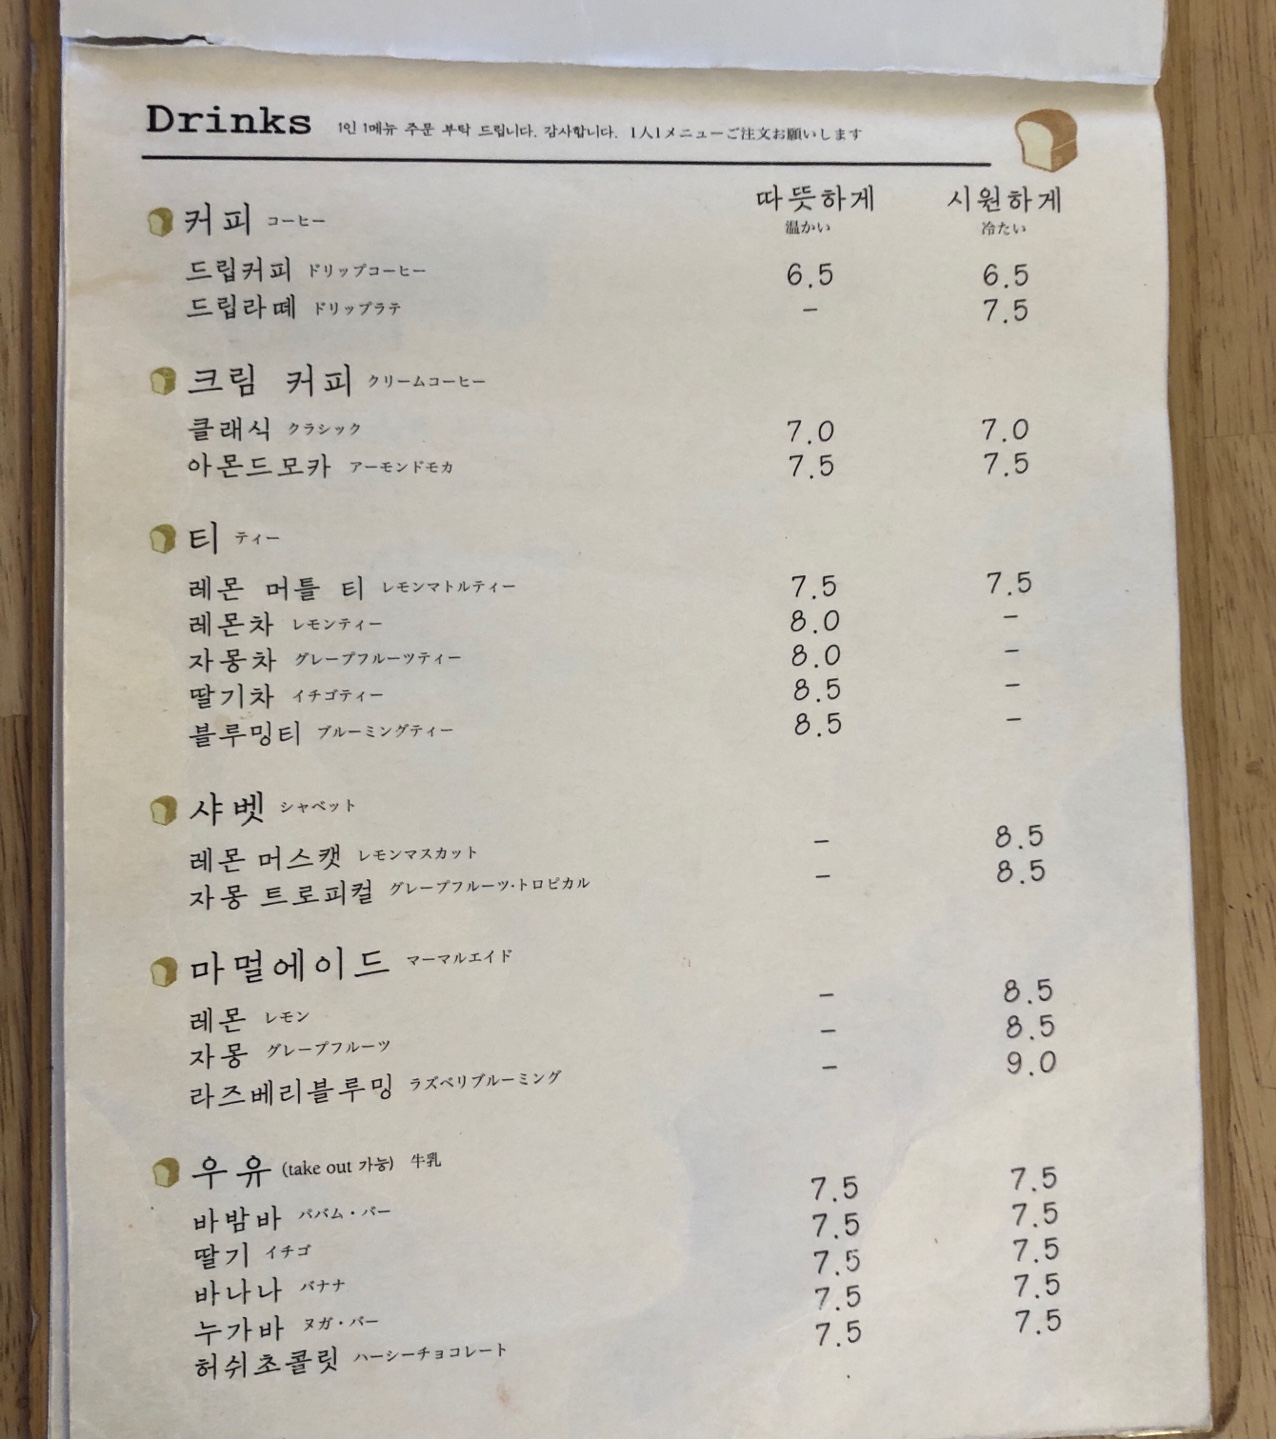 Drinks 1인 1메뉴 주문 부탁 드립니다. 감사합니다. 1人1メニューご注文お願いします
따뜻하게 시원하게
커피 コーヒー 温かい 冷たい
드립커피 ドリップコーヒー 6.5 6.5
드립라떼 ドリップラテ - 7.5
크림 커피 クリームコーヒー
클래식 クラシック 7.0 7.0
아몬드모카 アーモンドモカ 7.5 7.5
티 ティー
레몬 머틀 티 レモンマトルティー 7.5 7.5
레몬차 レモンティー 8.0 -
자몽차 グレープフルーツティー 8.0 -
딸기차 イチゴティー 8.5 -
블루밍티 ブルーミングティー 8.5 -
샤벳 シャベット
레몬 머스캣 レモンマスカット - 8.5
자몽 트로피컬 グレープフルーツ·トロピカル - 8.5
마멀에이드 マーマルエイド
레몬 レモン - 8.5
자몽 グレープフルーツ - 8.5
라즈베리블루밍 ラズベリブルーミング - 9.0
우유 (take out 가능) 牛乳
바밤바 ババム・バー 7.5 7.5
딸기 イチゴ 7.5 7.5
바나나 バナナ 7.5 7.5
누가바 ヌガ・バー 7.5 7.5
허쉬초콜릿 ハーシーチョコレート 7.5 7.5